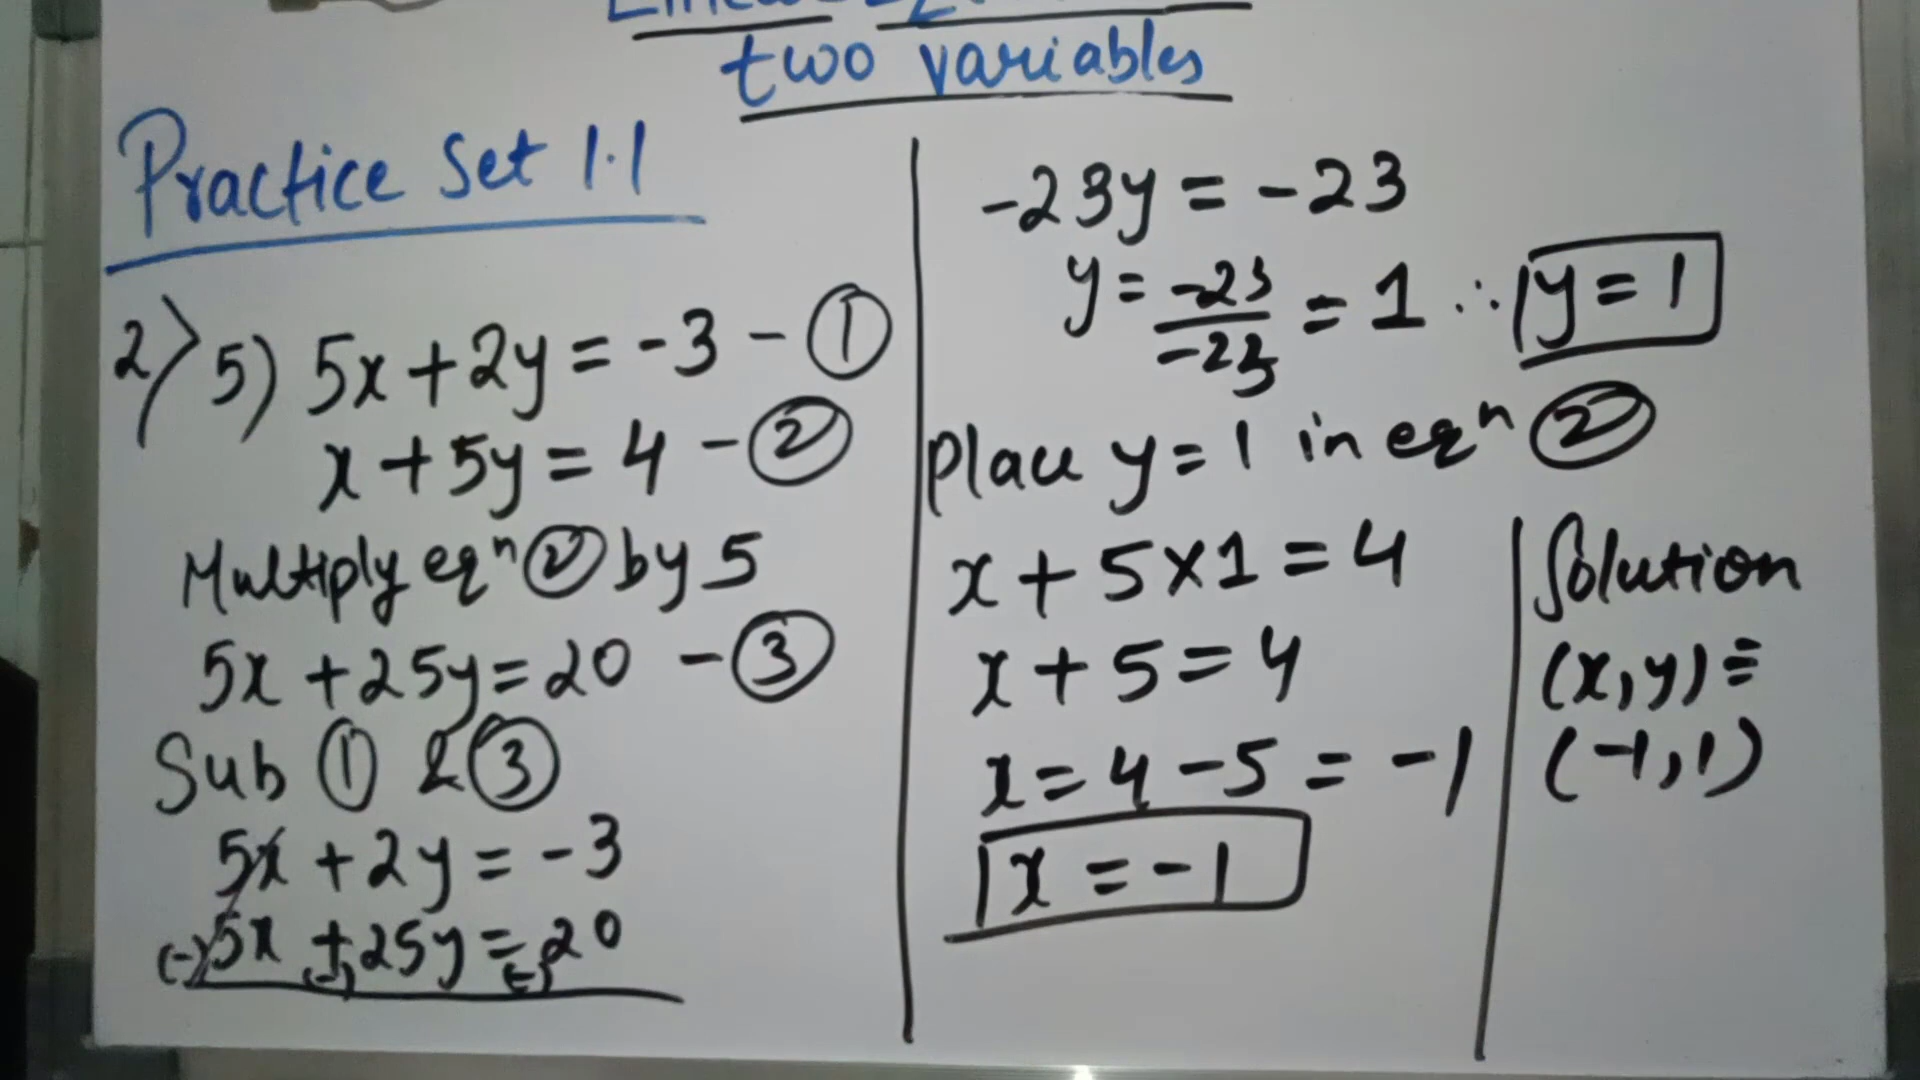 two variables
Practice Set 1.1
2) 5) 5x + 2y = -3 - ①
x + 5y = 4 - ②
Multiply eqⁿ ② by 5
5x + 25y = 20 - ③
Sub ① & ③
5x + 2y = -3
(-) 5x + (-) 25y = (-) 20
-23y = -23
y = -23/-23 = 1 ∴ y = 1
Place y = 1 in eqⁿ ②
x + 5 × 1 = 4
x + 5 = 4
x = 4 - 5 = -1
x = -1
Solution
(x, y) =
(-1, 1)